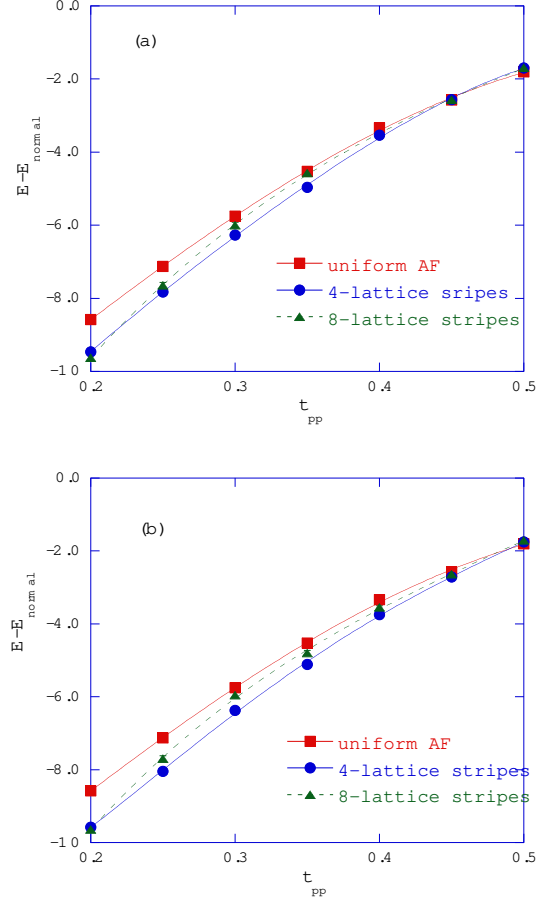 0.0
(a)
-2.0
-4.0
E-E normal
-6.0
uniform AF
4-lattice sripes
-8.0
8-lattice stripes
-10
0.2 0.3 0.4 0.5
t pp
0.0
(b)
-2.0
-4.0
E-E normal
-6.0
uniform AF
4-lattice stripes
-8.0
8-lattice stripes
-10
0.2 0.3 0.4 0.5
t pp